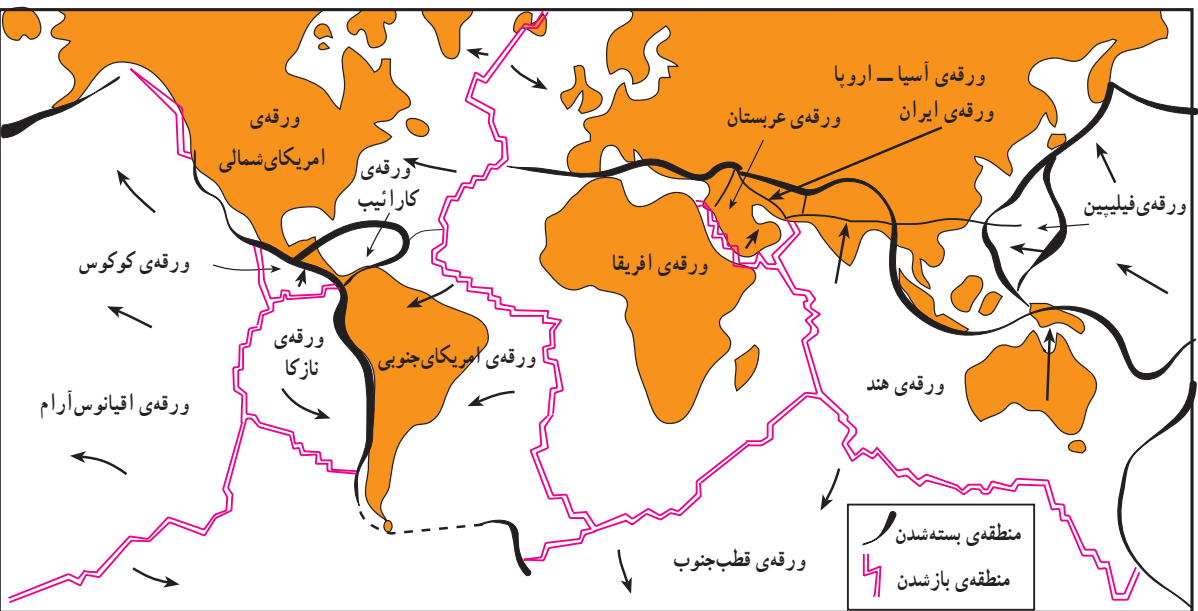 ورقه‌ی آسیا ــ اروپا
ورقه‌ی ایران
ورقه‌ی عربستان
ورقه‌ی
امریکای‌شمالی
ورقه‌ی
کارائیب
ورقه‌ی‌فیلیپین
ورقه‌ی کوکوس
ورقه‌ی افریقا
ورقه‌ی
نازکا
ورقه‌ی امریکای‌جنوبی
ورقه‌ی هند
ورقه‌ی اقیانوس‌آرام
ورقه‌ی قطب‌جنوب
منطقه‌ی بسته‌شدن
منطقه‌ی بازشدن